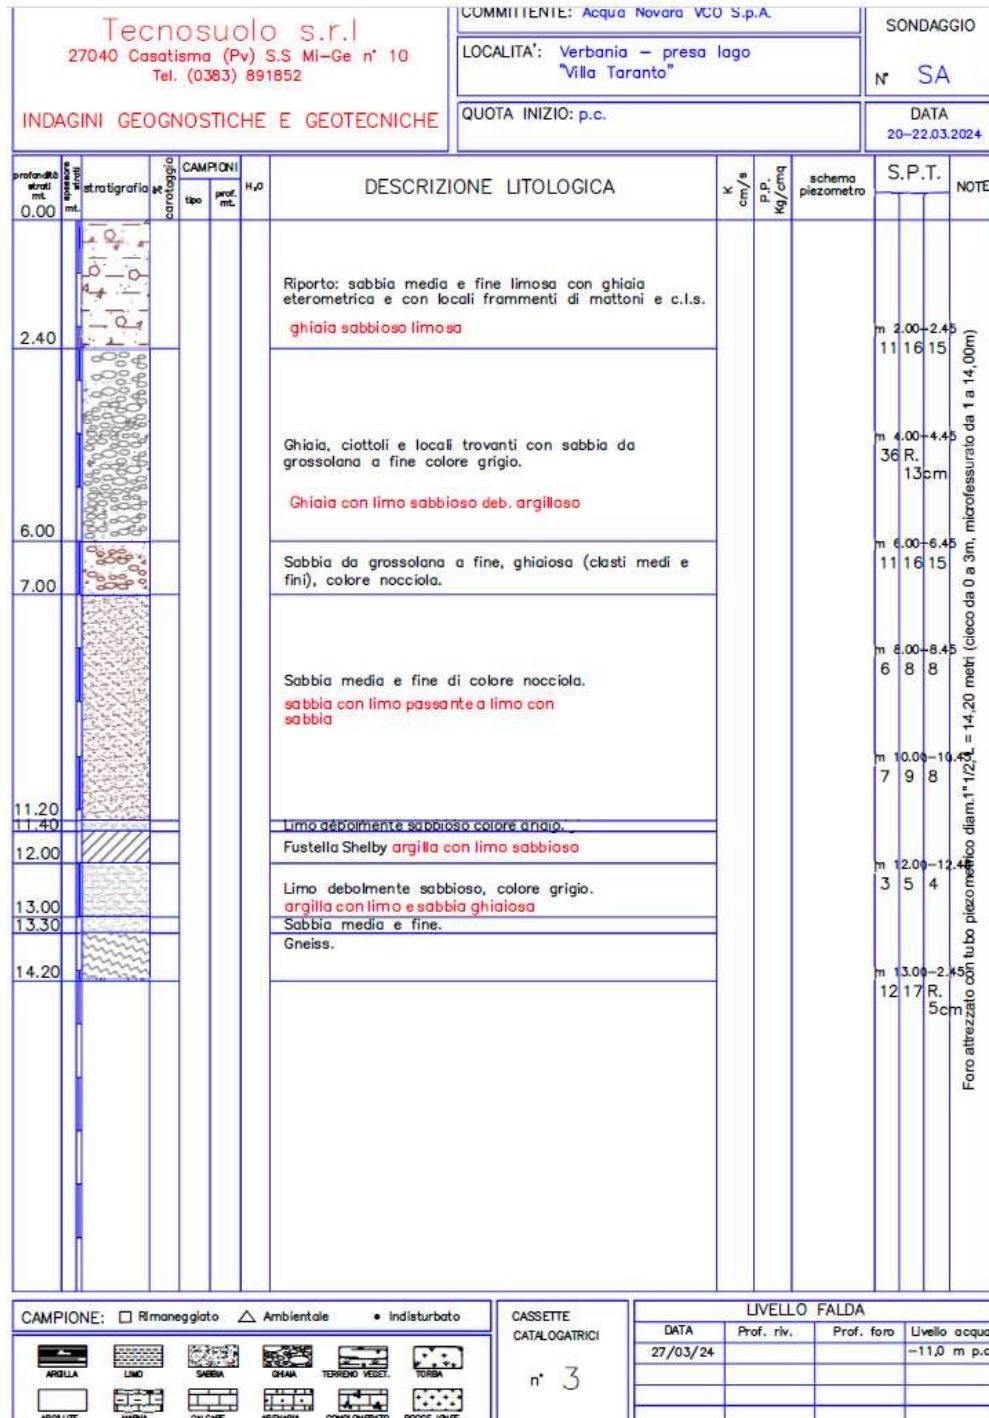 Tecnosuolo s.r.l
27040 Casatisma (Pv) S.S Mi-Ge n° 10
Tel. (0383) 891852
INDAGINI GEOGNOSTICHE E GEOTECNICHE
COMMITTENTE: Acqua Novara VCO S.p.A.
LOCALITA': Verbania – presa lago
"Villa Taranto"
QUOTA INIZIO: p.c.
SONDAGGIO
N° SA
DATA
20–22.03.2024
profondità strati mt.
spessore strati mt.
stratigrafia
% carotaggio
CAMPIONI
tipo
prof. mt.
H₂O
DESCRIZIONE LITOLOGICA
K cm/s
P.P. Kg/cmq
schema piezometro
S.P.T.
NOTE
0.00
Riporto: sabbia media e fine limosa con ghiaia
eterometrica e con locali frammenti di mattoni e c.l.s.
ghiaia sabbioso limosa
m 2.00–2.45
2.40
11 16 15
Ghiaia, ciottoli e locali trovanti con sabbia da
grossolana a fine colore grigio.
m 4.00–4.45
36 R.
13cm
Ghiaia con limo sabbioso deb. argilloso
6.00
m 6.00–6.45
11 16 15
Sabbia da grossolana a fine, ghiaiosa (clasti medi e
fini), colore nocciola.
7.00
m 8.00–8.45
6 8 8
Sabbia media e fine di colore nocciola.
sabbia con limo passante a limo con
sabbia
m 10.00–10.45
7 9 8
11.20
11.40
Limo debolmente sabbioso colore grigio.
Fustella Shelby argilla con limo sabbioso
12.00
m 12.00–12.45
3 5 4
Limo debolmente sabbioso, colore grigio.
argilla con limo e sabbia ghiaiosa
13.00
Sabbia media e fine.
13.30
Gneiss.
14.20
m 13.00–2.45
12 17 R.
5cm
Foro attrezzato con tubo piezometrico diam.1" 1/2, L = 14,20 metri (cieco da 0 a 3m, microfessurato da 1 a 14,00m)
CAMPIONE: Rimaneggiato Ambientale Indisturbato
ARGILLA LIMO SABBIA GHIAIA TERRENO VEGET. TORBA
ARGILLITE MARNA CALCARE ARENARIA CONGLOMERATO ROCCE IGNEE
CASSETTE
CATALOGATRICI
n° 3
LIVELLO FALDA
DATA Prof. riv. Prof. foro Livello acqua
27/03/24 –11,0 m p.c